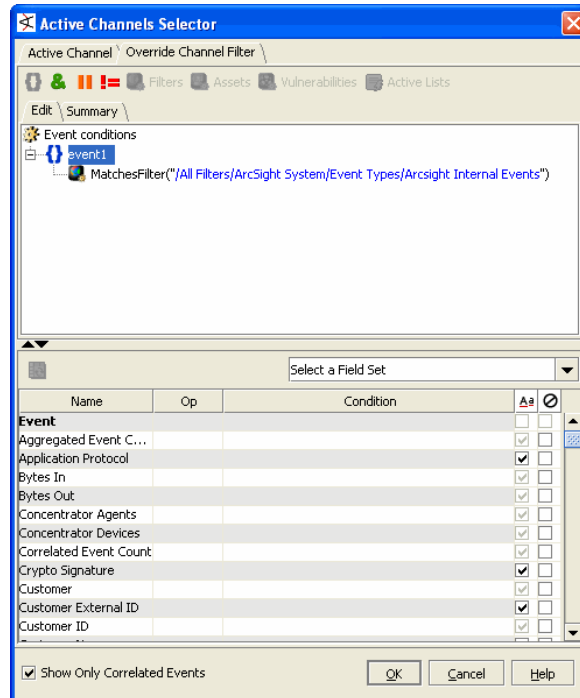 Active Channels Selector
Active Channel Override Channel Filter
{} & != Filters Assets Vulnerabilities Active Lists
Edit Summary
Event conditions
{} event1
MatchesFilter("/All Filters/ArcSight System/Event Types/Arcsight Internal Events")
Select a Field Set
Name Op Condition Aa
Event
Aggregated Event C...
Application Protocol
Bytes In
Bytes Out
Concentrator Agents
Concentrator Devices
Correlated Event Count
Crypto Signature
Customer
Customer External ID
Customer ID
Show Only Correlated Events OK Cancel Help